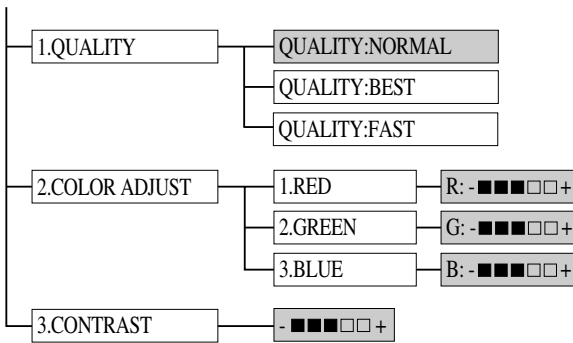 1.QUALITY QUALITY:NORMAL
QUALITY:BEST
QUALITY:FAST
2.COLOR ADJUST 1.RED R: -■■■□□+
2.GREEN G: -■■■□□+
3.BLUE B: -■■■□□+
3.CONTRAST - ■■■□□ +